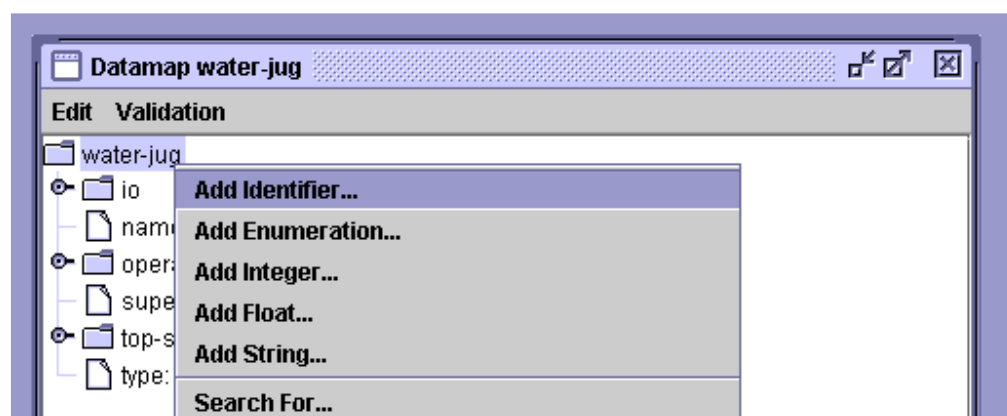 Datamap water-jug
Edit Validation
water-jug
io
Add Identifier...
Add Enumeration...
Add Integer...
Add Float...
Add String...
type:
Search For...